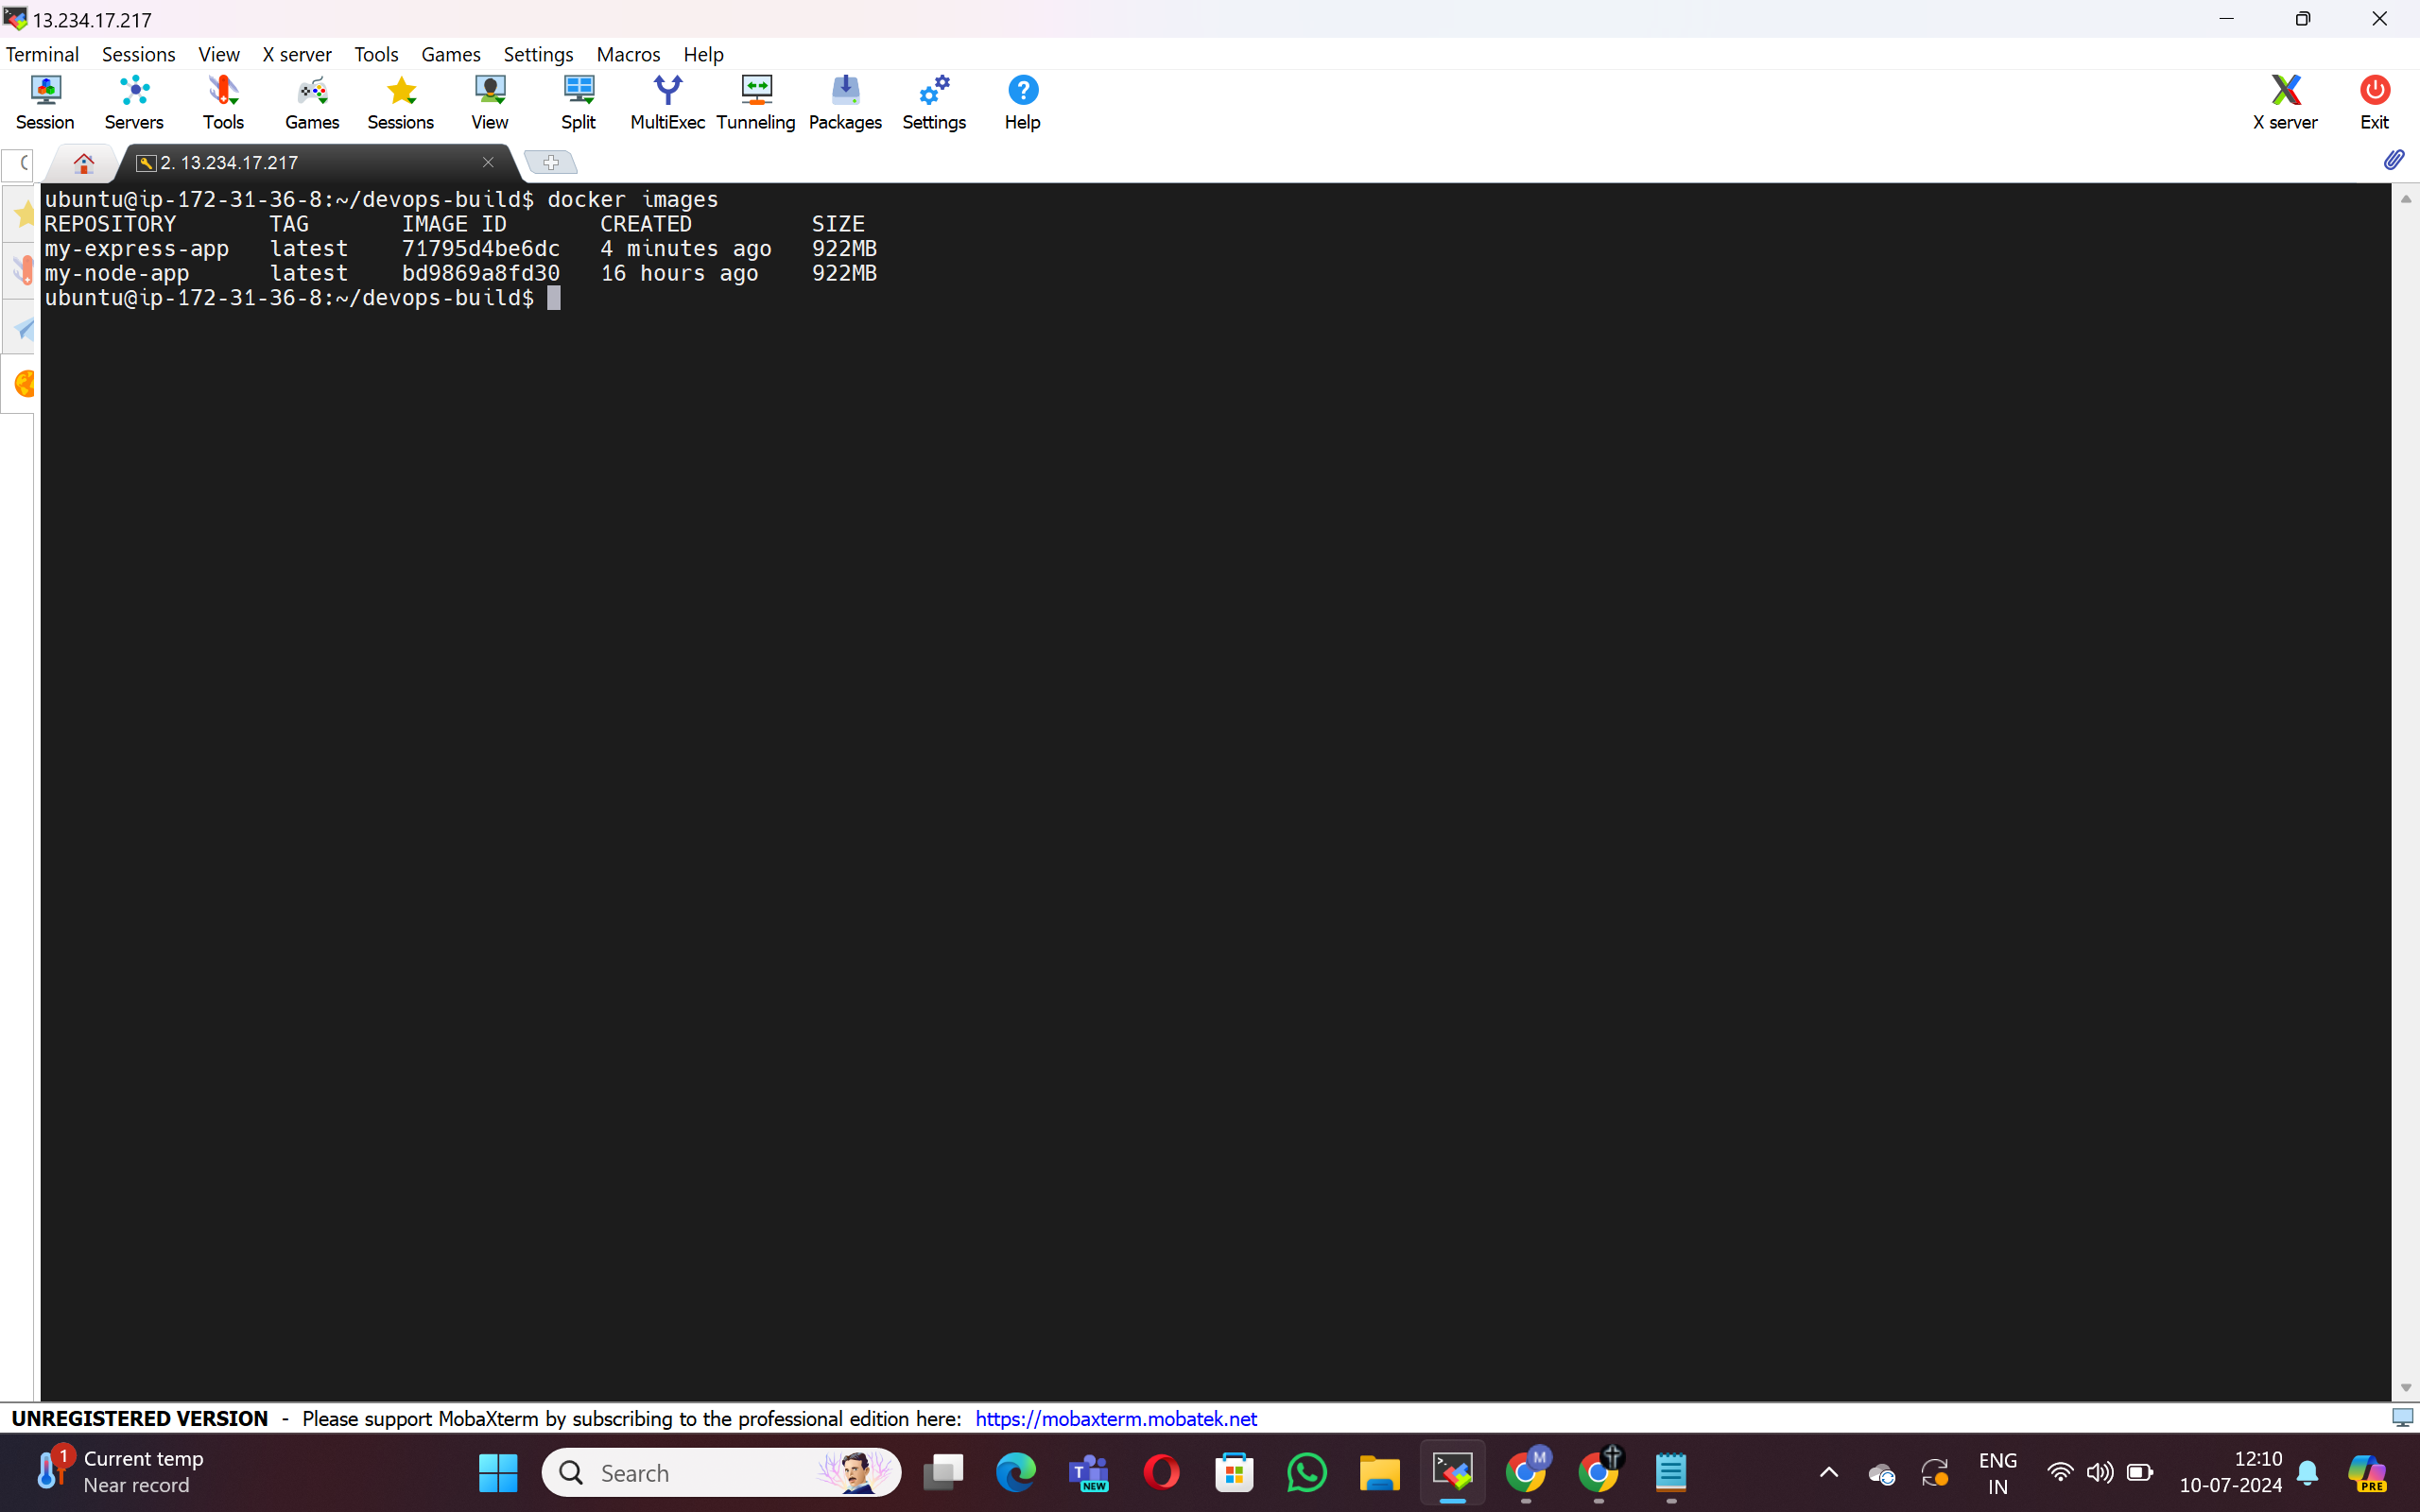 13.234.17.217
Terminal Sessions View X server Tools Games Settings Macros Help
Session Servers Tools Games Sessions View Split MultiExec Tunneling Packages Settings Help X server Exit
2. 13.234.17.217
ubuntu@ip-172-31-36-8:~/devops-build$ docker images
REPOSITORY TAG IMAGE ID CREATED SIZE
my-express-app latest 71795d4be6dc 4 minutes ago 922MB
my-node-app latest bd9869a8fd30 16 hours ago 922MB
ubuntu@ip-172-31-36-8:~/devops-build$
UNREGISTERED VERSION - Please support MobaXterm by subscribing to the professional edition here: https://mobaxterm.mobatek.net
1
Current temp
Near record
Search
T
NEW
M
ENG
IN
12:10
10-07-2024
PRE